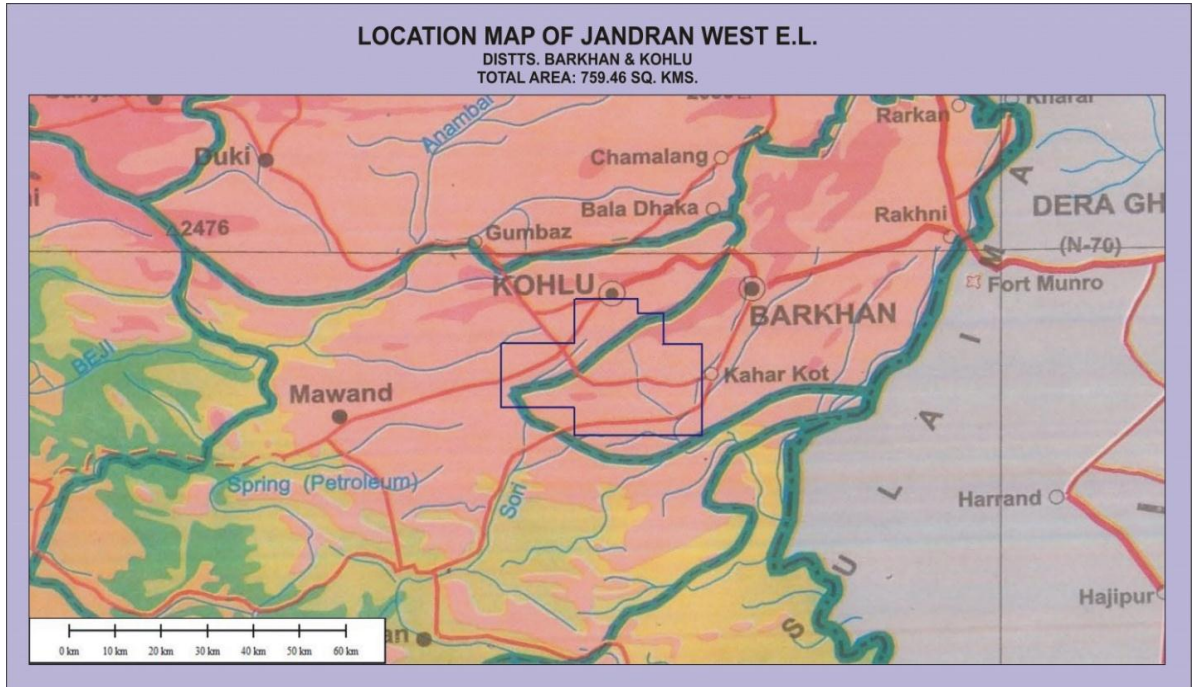 LOCATION MAP OF JANDRAN WEST E.L.
DISTTS. BARKHAN & KOHLU
TOTAL AREA: 759.46 SQ. KMS.
Rarkan
Anambar
Duki
Chamalang
DERA GH
Bala Dhaka
Rakhni
2476
Gumbaz
(N-70)
KOHLU
Fort Munro
BARKHAN
BEJI
Kahar Kot
Mawand
Spring (Petroleum)
Sori
Harrand
SULAIMA
Hajipur
an
0 km 10 km 20 km 30 km 40 km 50 km 60 km